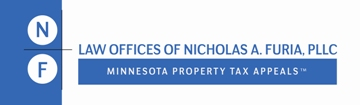 N
F
LAW OFFICES OF NICHOLAS A. FURIA, PLLC
MINNESOTA PROPERTY TAX APPEALS™